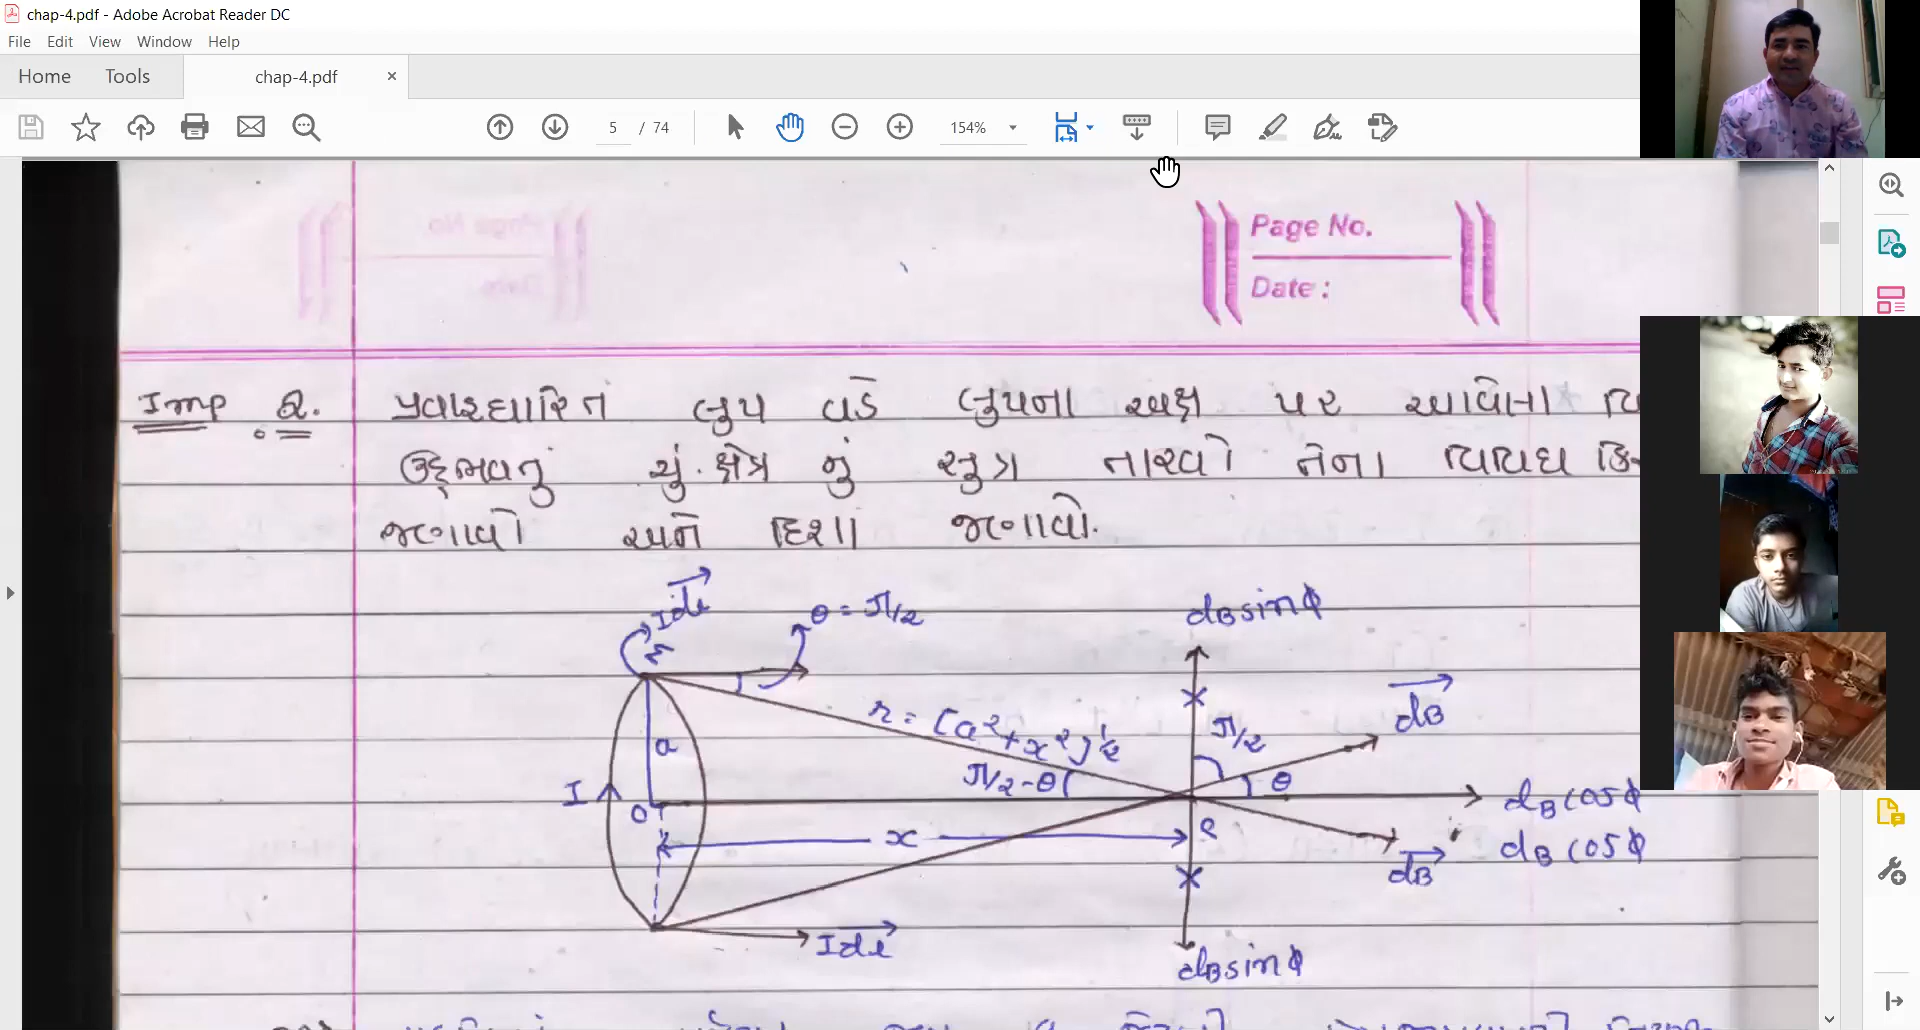 chap-4.pdf - Adobe Acrobat Reader DC
File Edit View Window Help
Home Tools chap-4.pdf ×
5 / 74 154%
Page No.
Date :
Imp Q. પ્રવાહધારિત લુપ વડે લુપના અક્ષ પર આવેલા
ઉદ્દભવતું ચું. ક્ષેત્ર નું સુત્ર તારવો તેના વિવિધ
જણાવો અને દિશા જણાવો.
Idl
θ = π/2
dB sinϕ
a
r = [a²+x²]½
π/2
dB
π/2-θ
θ
I
O
dB cosϕ
x
dB cosϕ
dB
Idl
dB sinϕ